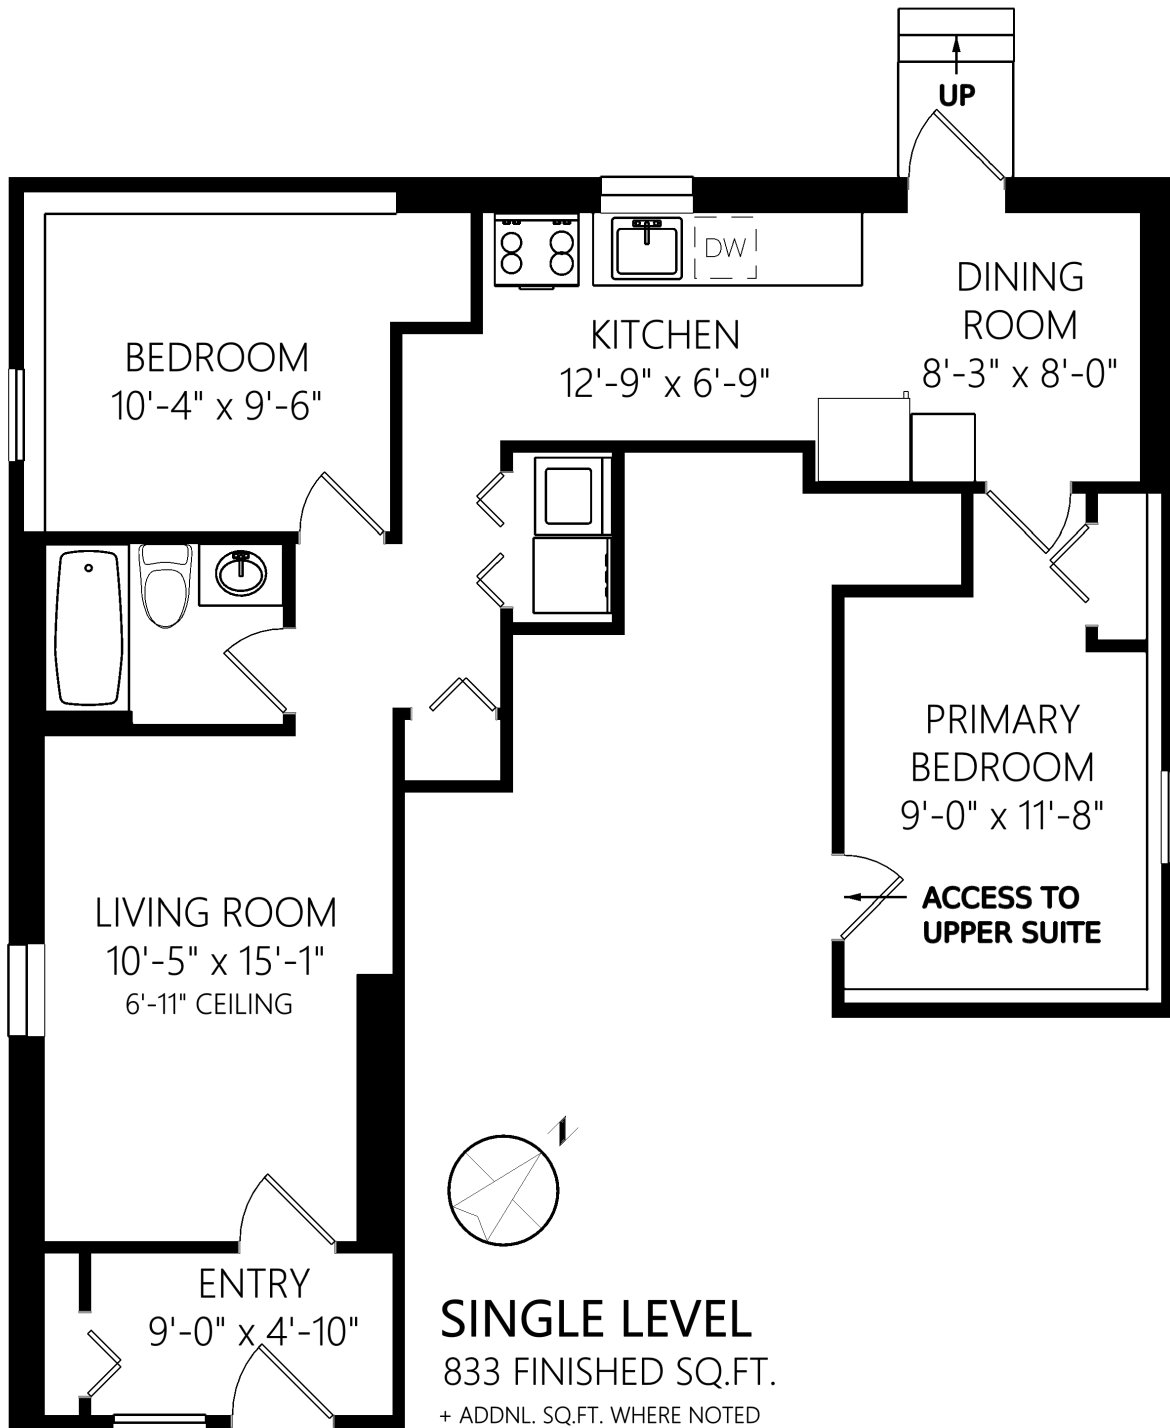 UP
DW
DINING
ROOM
8'-3" x 8'-0"
KITCHEN
12'-9" x 6'-9"
BEDROOM
10'-4" x 9'-6"
PRIMARY
BEDROOM
9'-0" x 11'-8"
ACCESS TO
UPPER SUITE
LIVING ROOM
10'-5" x 15'-1"
6'-11" CEILING
N
ENTRY
9'-0" x 4'-10"
SINGLE LEVEL
833 FINISHED SQ.FT.
+ ADDNL. SQ.FT. WHERE NOTED